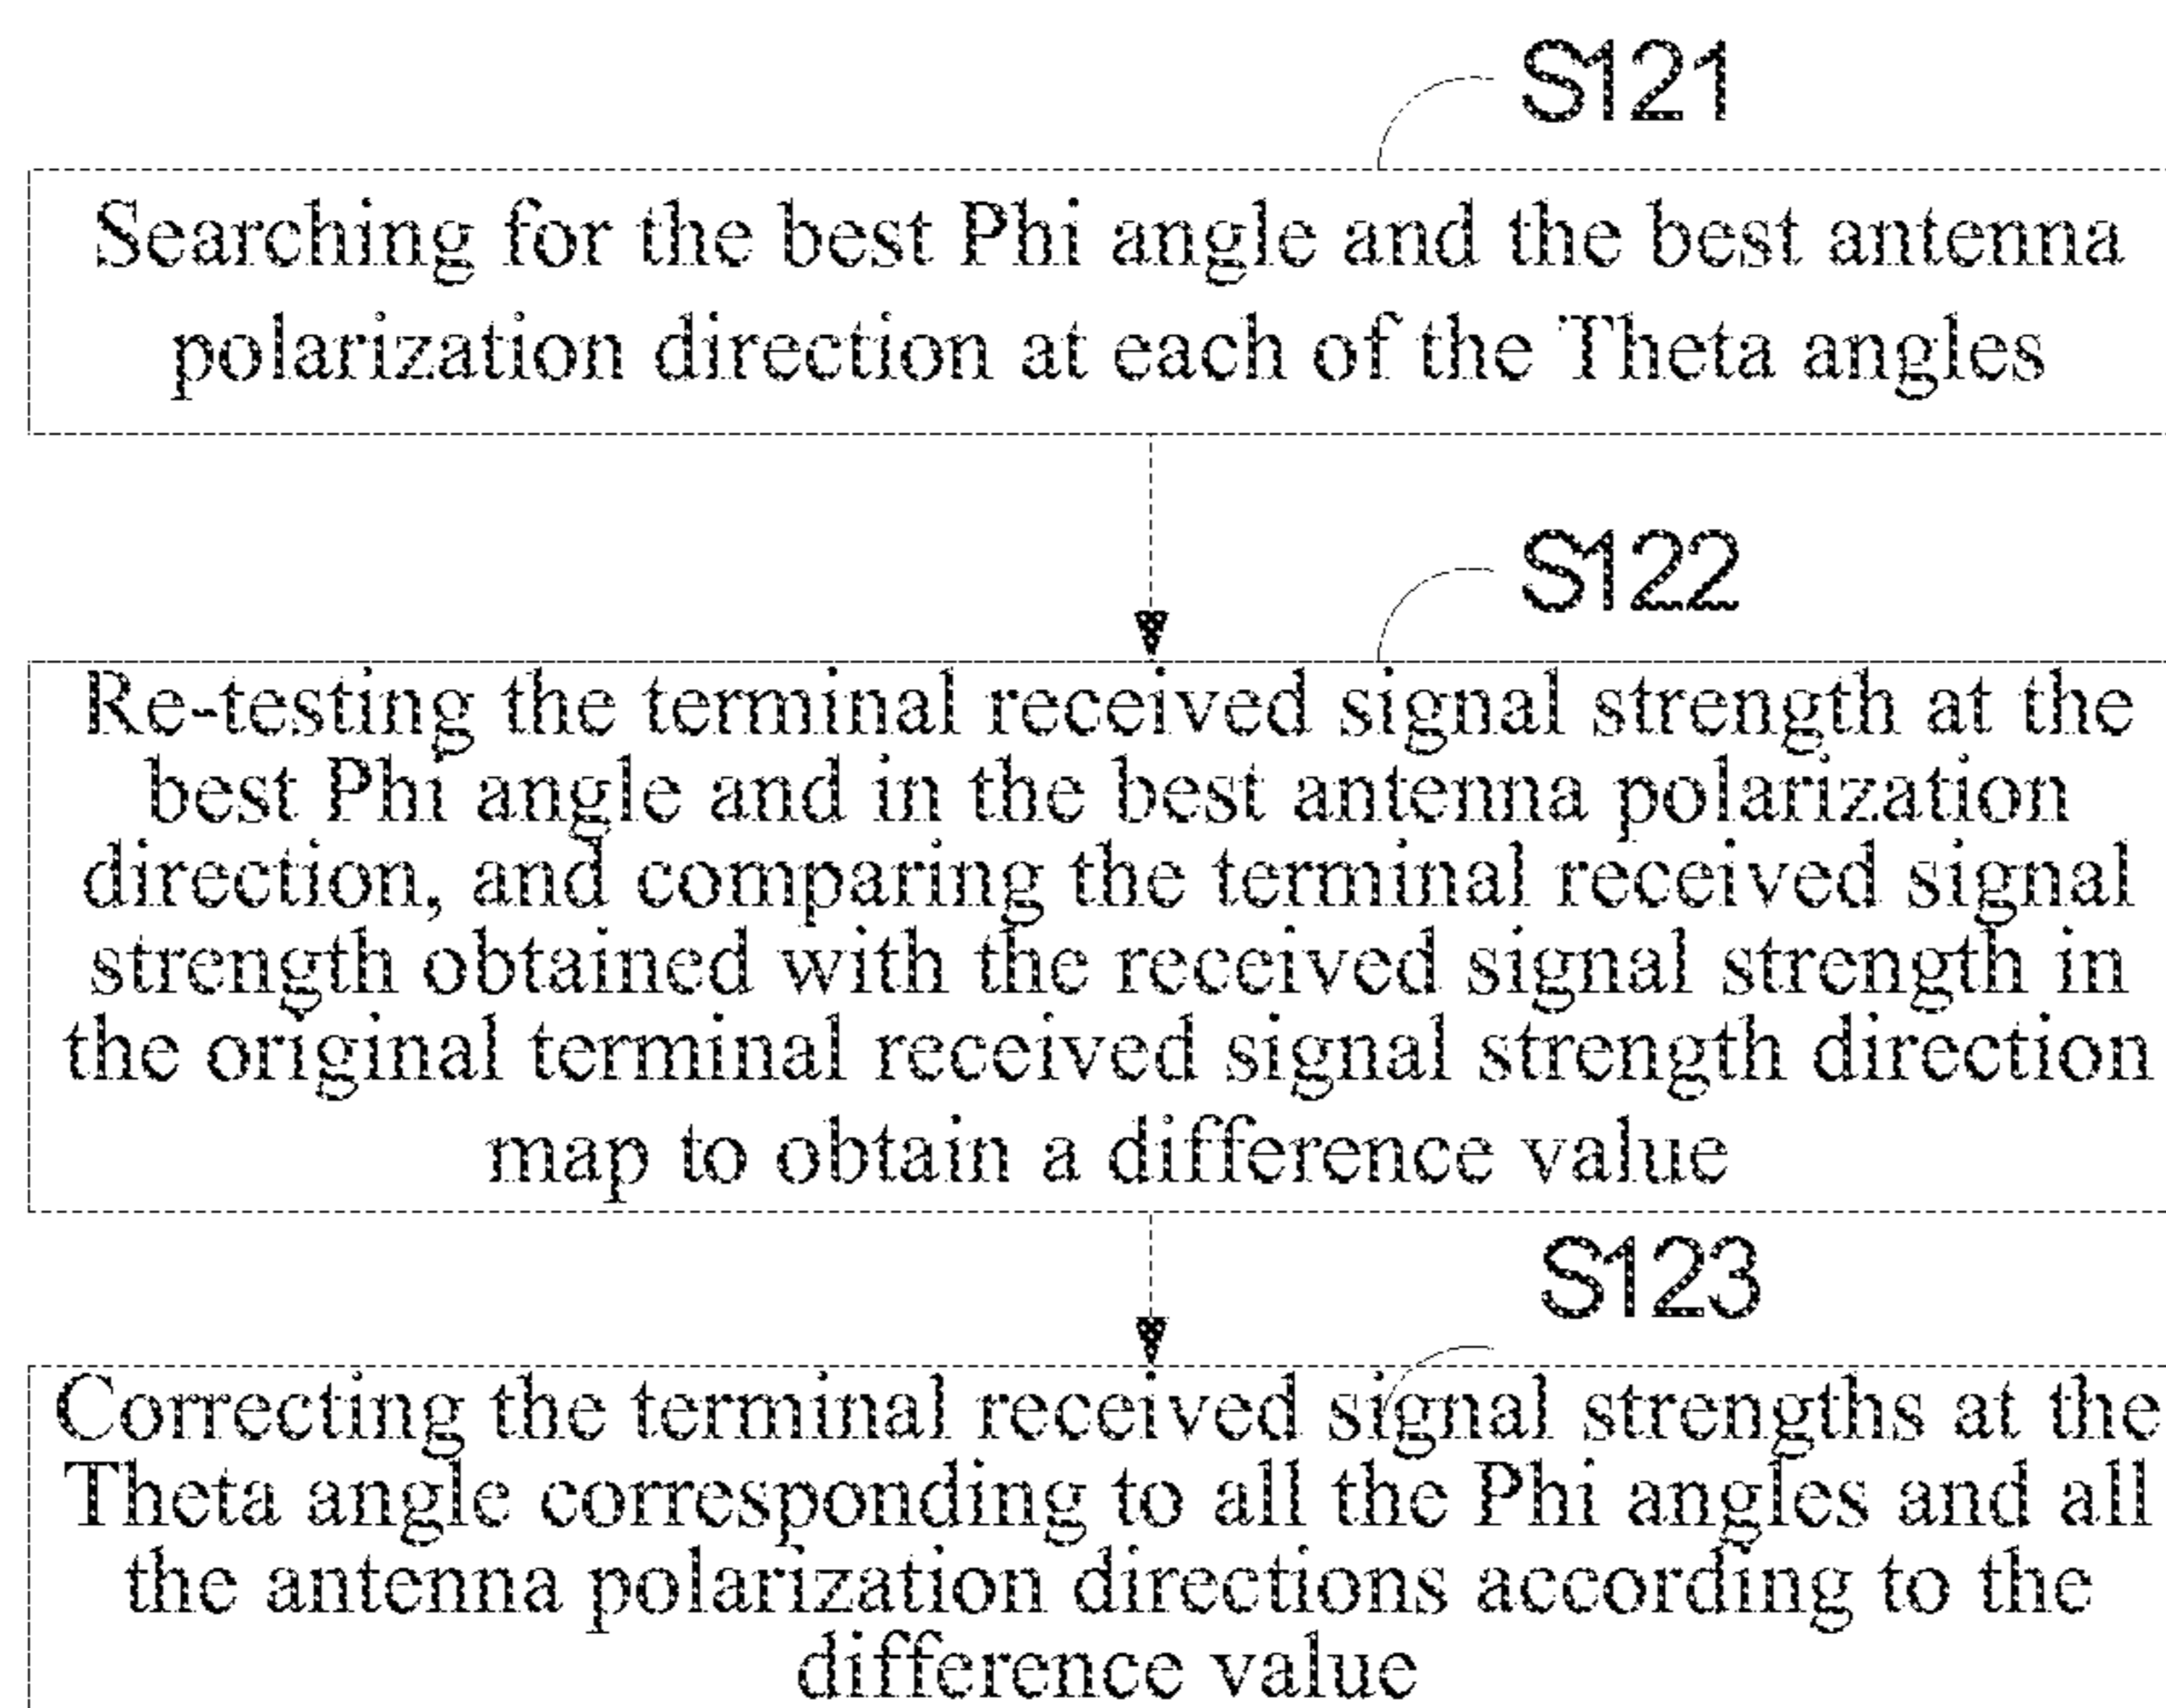 S121
Searching for the best Phi angle and the best antenna
polarization direction at each of the Theta angles
S122
Re-testing the terminal received signal strength at the
best Phi angle and in the best antenna polarization
direction, and comparing the terminal received signal
strength obtained with the received signal strength in
the original terminal received signal strength direction
map to obtain a difference value
S123
Correcting the terminal received signal strengths at the
Theta angle corresponding to all the Phi angles and all
the antenna polarization directions according to the
difference value